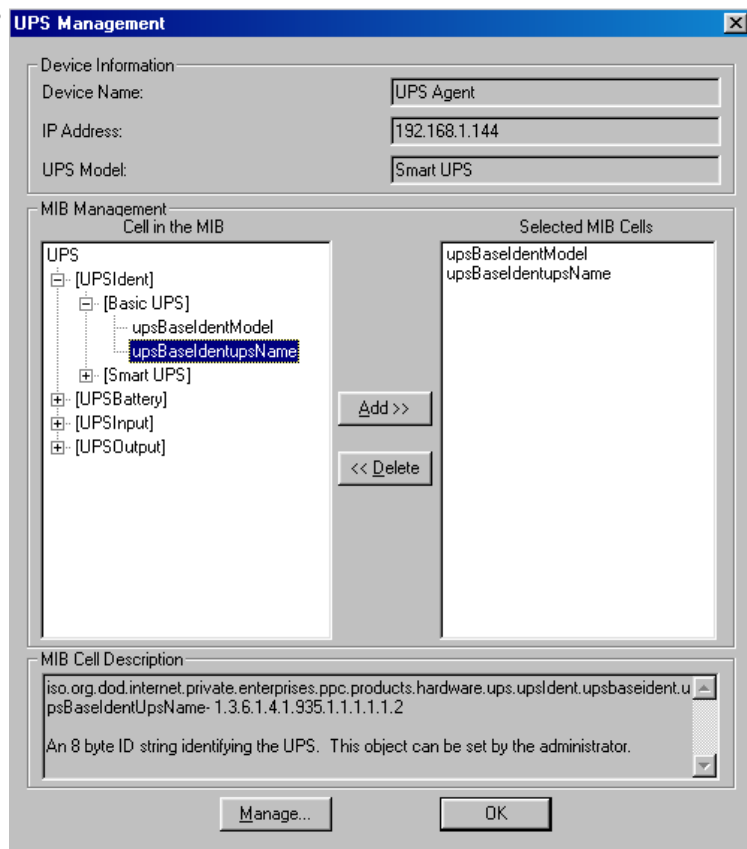 UPS Management
Device Information
Device Name:
UPS Agent
IP Address:
192.168.1.144
UPS Model:
Smart UPS
MIB Management
Cell in the MIB
Selected MIB Cells
UPS
[UPSIdent]
[Basic UPS]
upsBaseIdentModel
upsBaseIdentupsName
[Smart UPS]
[UPSBattery]
[UPSInput]
[UPSOutput]
Add >>
<< Delete
upsBaseIdentModel
upsBaseIdentupsName
MIB Cell Description
iso.org.dod.internet.private.enterprises.ppc.products.hardware.ups.upsIdent.upsbaseident.u
psBaseIdentUpsName- 1.3.6.1.4.1.935.1.1.1.1.1.2
An 8 byte ID string identifying the UPS.  This object can be set by the administrator.
Manage...
OK